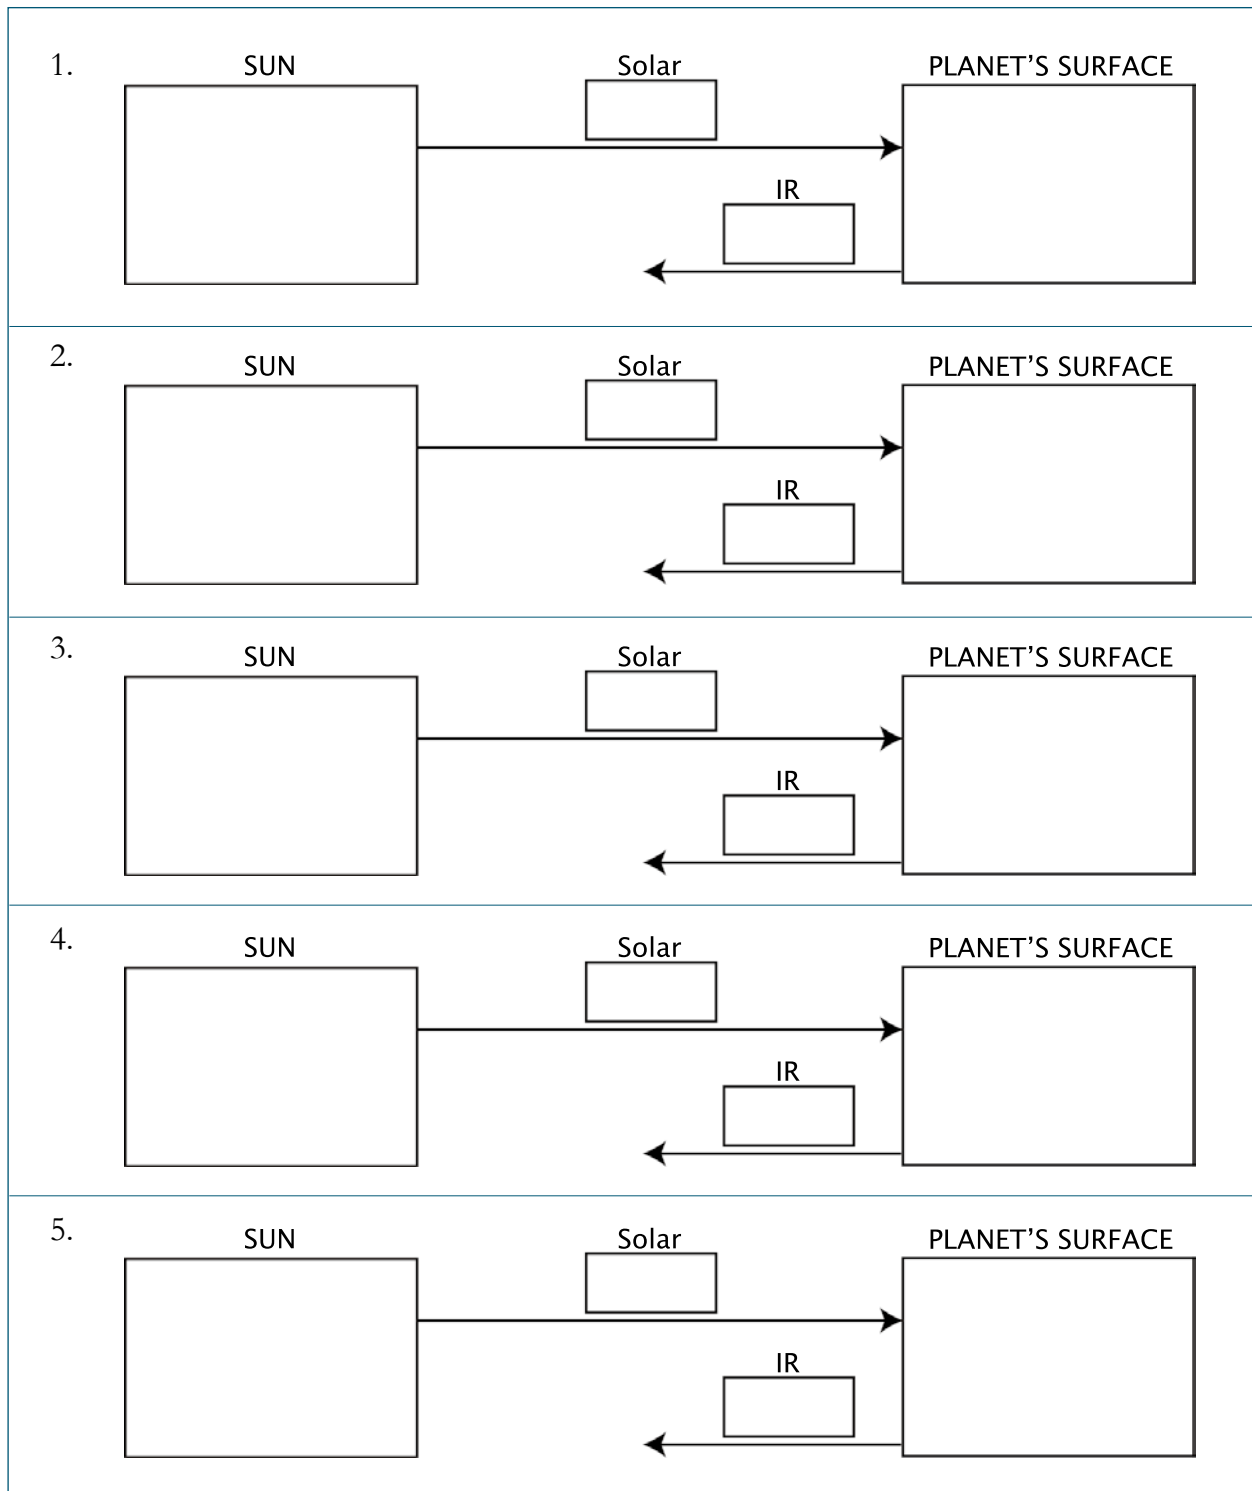 1.
SUN Solar PLANET’S SURFACE
IR
2.
SUN Solar PLANET’S SURFACE
IR
3.
SUN Solar PLANET’S SURFACE
IR
4.
SUN Solar PLANET’S SURFACE
IR
5.
SUN Solar PLANET’S SURFACE
IR